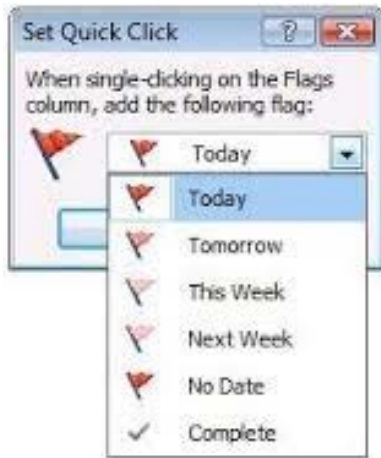 Set Quick Click
?
When single-clicking on the Flags
column, add the following flag:
Today
Today
Tomorrow
This Week
Next Week
No Date
Complete